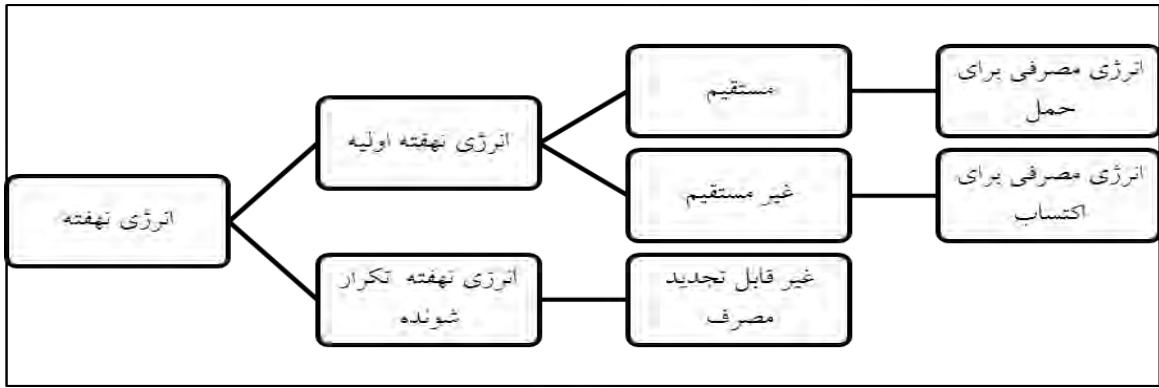 انرژی نهفته
انرژی نهفته اولیه
مستقیم
انرژی مصرفی برای
حمل
غیر مستقیم
انرژی مصرفی برای
اکتساب
انرژی نهفته تکرار
شونده
غیر قابل تجدید
مصرف